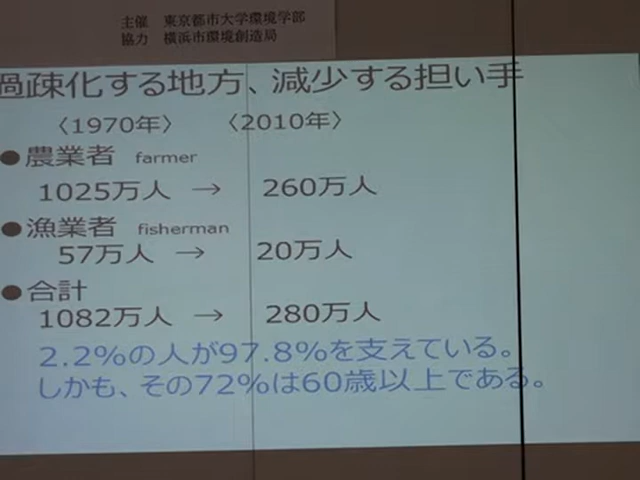 主催 東京都市大学環境学部
協力 横浜市環境創造局
過疎化する地方、減少する担い手
〈1970年〉 〈2010年〉
●農業者 farmer
1025万人 → 260万人
●漁業者 fisherman
57万人 → 20万人
●合計
1082万人 → 280万人
2.2%の人が97.8%を支えている。
しかも、その72%は60歳以上である。